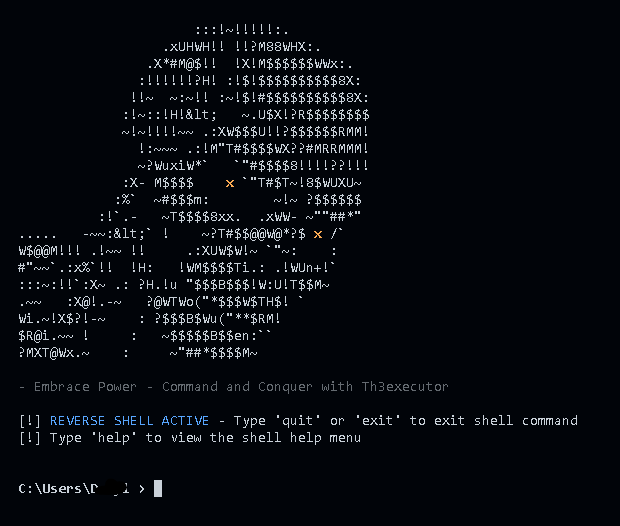 :::!~!!!!!:.
.xUHWH!! !!?M88WHX:.
.X*#M@$!!  !X!M$$$$$$WWx:.
:!!!!!!?H! :!$!$$$$$$$$$$8X:
!!~  ~:~!! :~!$!#$$$$$$$$$$8X:
:!~::!H!&lt;   ~.U$X!?R$$$$$$$$
~!~!!!!~~ .:XW$$$U!!?$$$$$$RMM!
!:~~~ .:!M"T#$$$$WX??#MRRMMM!
~?WuxiW*`   `"#$$$$8!!!!??!!!
:X- M$$$$    x `"T#$T~!8$WUXU~
:%`  ~#$$$m:        ~!~ ?$$$$$$
:!`.-   ~T$$$$8xx.  .xWW- ~""##*"
.....   -~~:&lt;` !    ~?T#$$@@W@*?$ x /`
W$@@M!!! .!~~ !!     .:XUW$W!~ `"~:    :
#"~~`.:x%`!!  !H:   !WM$$$$Ti.: .!WUn+!`
:::~:!!`:X~ .: ?H.!u "$$$B$$$!W:U!T$$M~
.~~   :X@!.-~   ?@WTWo("*$$$W$TH$! `
Wi.~!X$?!-~    : ?$$$B$Wu("**$RM!
$R@i.~~ !     :   ~$$$$$B$$en:``
?MXT@Wx.~    :     ~"##*$$$$M~
- Embrace Power - Command and Conquer with Th3executor
[!] REVERSE SHELL ACTIVE - Type 'quit' or 'exit' to exit shell command
[!] Type 'help' to view the shell help menu
C:\Users\ >